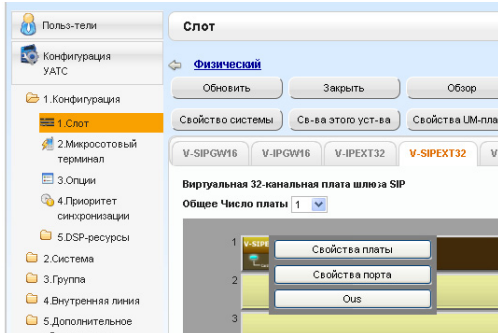 Польз-тели
Слот
Конфигурация
УАТС
Физический
Обновить
Закрыть
Обзор
1.Конфигурация
1.Слот
Свойство системы
Св-ва этого уст-ва
Свойства UM-пла
2.Микросотовый
терминал
V-SIPGW16
V-IPGW16
V-IPEXT32
V-SIPEXT32
V
3.Опции
Виртуальная 32-канальная плата шлюза SIP
4.Приоритет
синхронизации
Общее Число платы 1
5.DSP-ресурсы
1
V-SIPE
Свойства платы
2.Система
Свойства порта
3.Группа
2
Ous
4.Внутренняя линия
5.Дополнительное
3